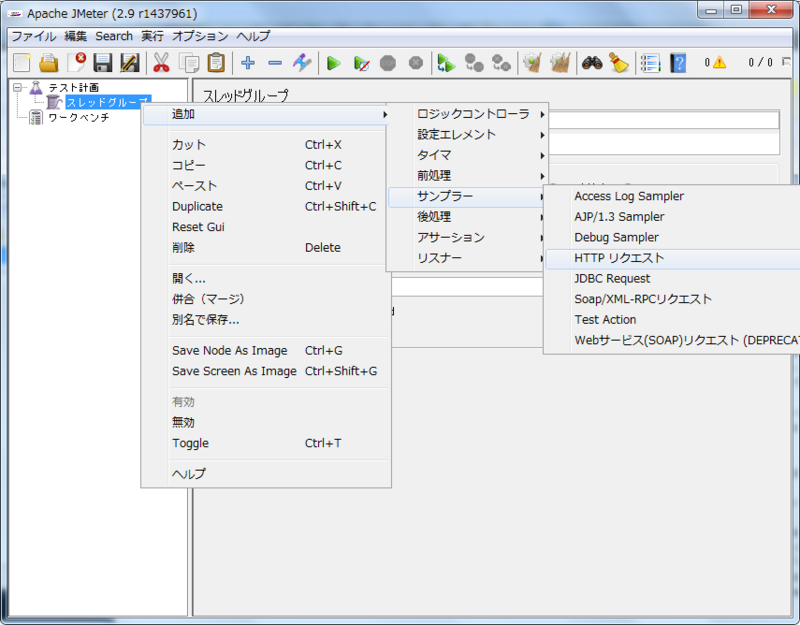 Apache JMeter (2.9 r1437961)
ファイル 編集 Search 実行 オプション ヘルプ
0 0 / 0
テスト計画
スレッドグループ
ワークベンチ
スレッドグループ
追加
カット Ctrl+X
コピー Ctrl+C
ペースト Ctrl+V
Duplicate Ctrl+Shift+C
Reset Gui
削除 Delete
開く...
併合（マージ）
別名で保存...
Save Node As Image Ctrl+G
Save Screen As Image Ctrl+Shift+G
有効
無効
Toggle Ctrl+T
ヘルプ
ロジックコントローラ
設定エレメント
タイマ
前処理
サンプラー
後処理
アサーション
リスナー
Access Log Sampler
AJP/1.3 Sampler
Debug Sampler
HTTP リクエスト
JDBC Request
Soap/XML-RPCリクエスト
Test Action
Webサービス(SOAP)リクエスト (DEPRECAT